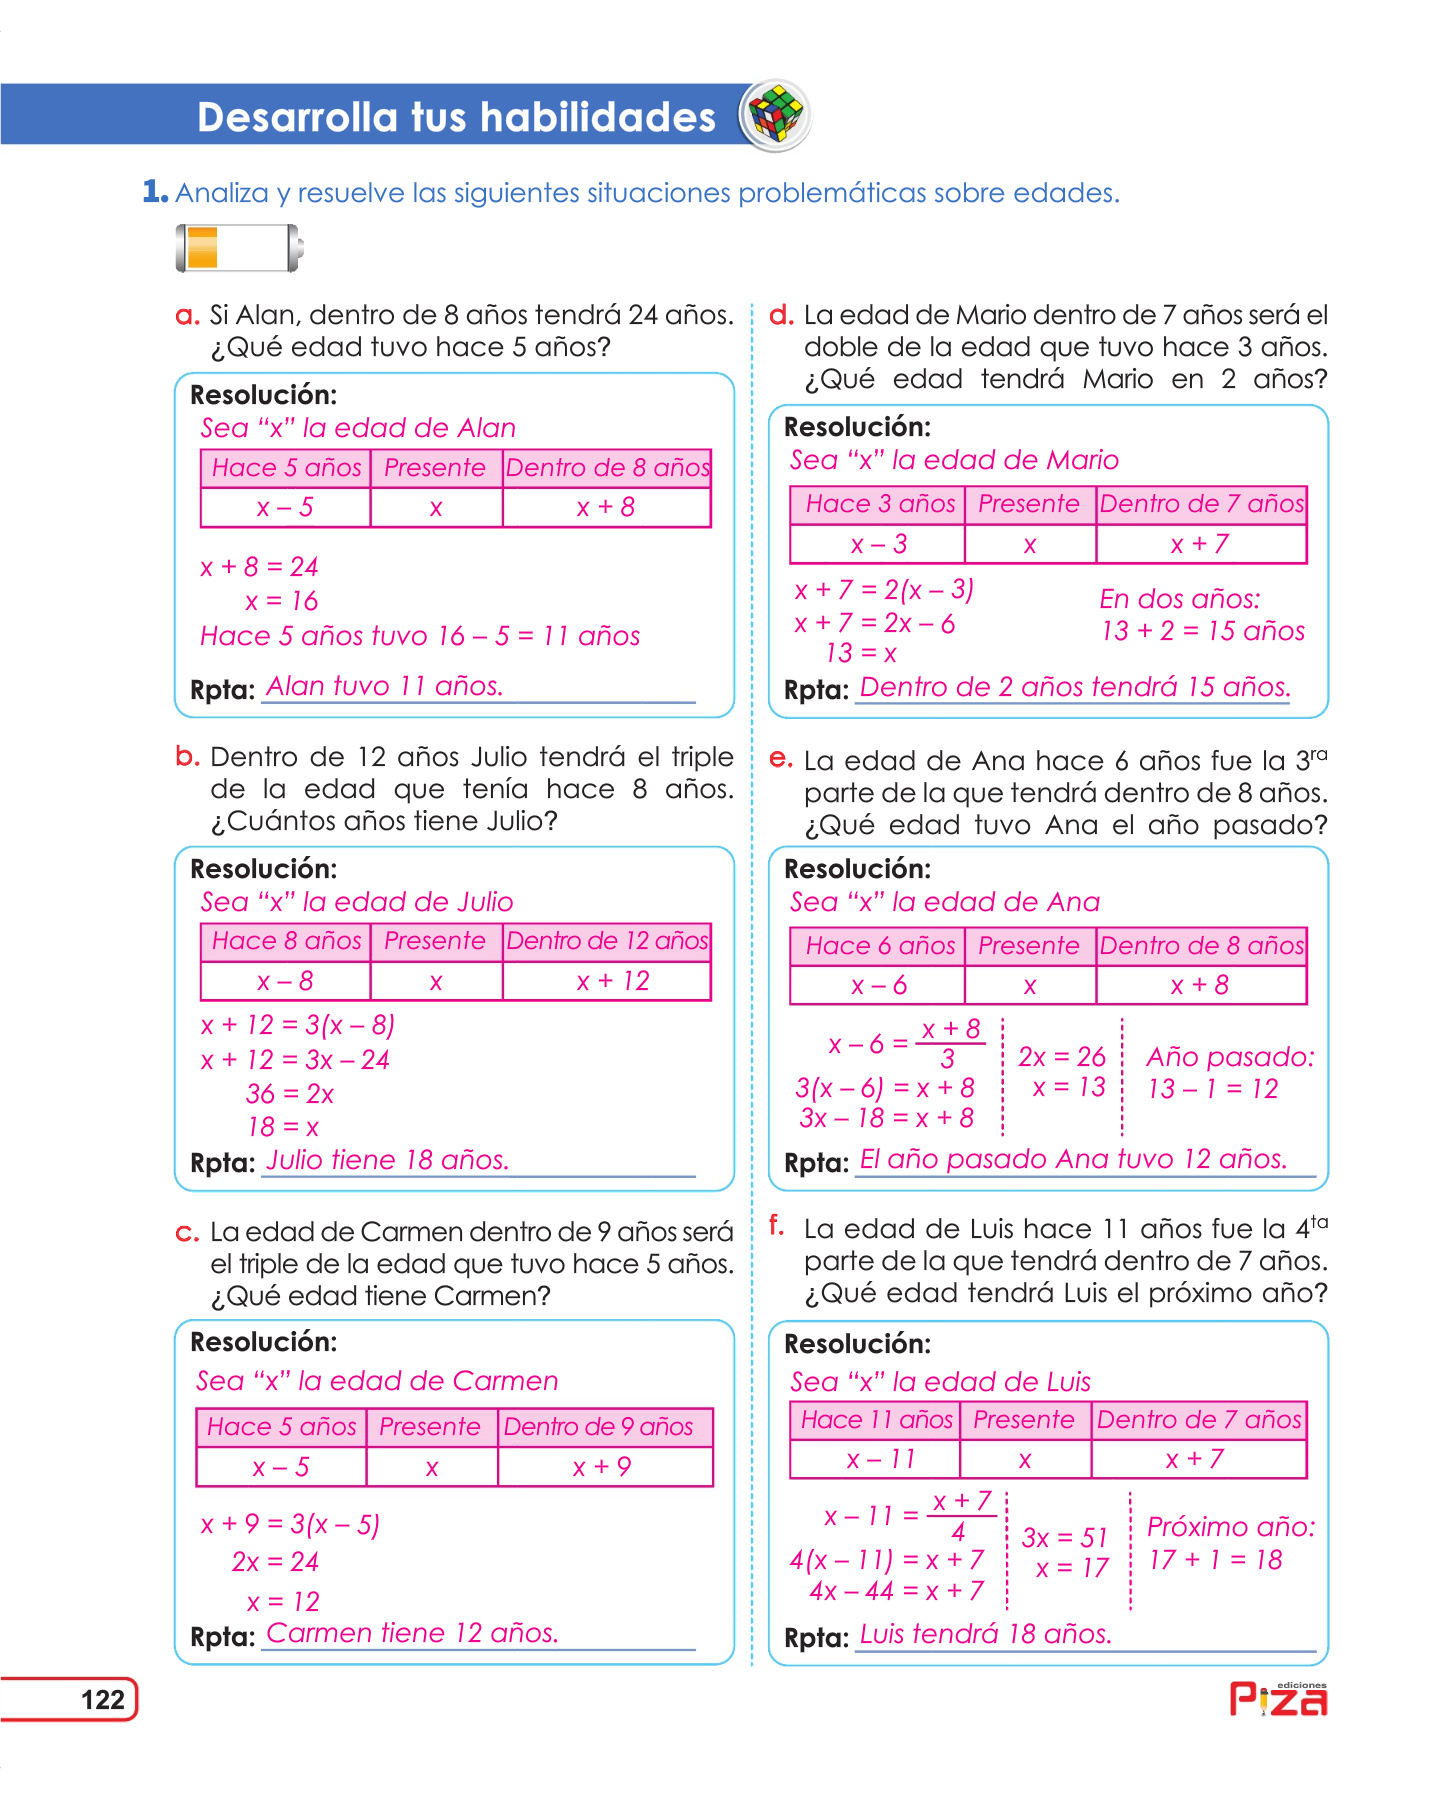 Desarrolla tus habilidades
1. Analiza y resuelve las siguientes situaciones problemáticas sobre edades.
a. Si Alan, dentro de 8 años tendrá 24 años.
¿Qué edad tuvo hace 5 años?
Resolución:
Sea “x” la edad de Alan
Hace 5 años Presente Dentro de 8 años
x – 5 x x + 8
x + 8 = 24
x = 16
Hace 5 años tuvo 16 – 5 = 11 años
Rpta: Alan tuvo 11 años.
b. Dentro de 12 años Julio tendrá el triple
de la edad que tenía hace 8 años.
¿Cuántos años tiene Julio?
Resolución:
Sea “x” la edad de Julio
Hace 8 años Presente Dentro de 12 años
x – 8 x x + 12
x + 12 = 3(x – 8)
x + 12 = 3x – 24
36 = 2x
18 = x
Rpta: Julio tiene 18 años.
c. La edad de Carmen dentro de 9 años será
el triple de la edad que tuvo hace 5 años.
¿Qué edad tiene Carmen?
Resolución:
Sea “x” la edad de Carmen
Hace 5 años Presente Dentro de 9 años
x – 5 x x + 9
x + 9 = 3(x – 5)
2x = 24
x = 12
Rpta: Carmen tiene 12 años.
d. La edad de Mario dentro de 7 años será el
doble de la edad que tuvo hace 3 años.
¿Qué edad tendrá Mario en 2 años?
Resolución:
Sea “x” la edad de Mario
Hace 3 años Presente Dentro de 7 años
x – 3 x x + 7
x + 7 = 2(x – 3)
x + 7 = 2x – 6
13 = x
En dos años:
13 + 2 = 15 años
Rpta: Dentro de 2 años tendrá 15 años.
e. La edad de Ana hace 6 años fue la 3ra
parte de la que tendrá dentro de 8 años.
¿Qué edad tuvo Ana el año pasado?
Resolución:
Sea “x” la edad de Ana
Hace 6 años Presente Dentro de 8 años
x – 6 x x + 8
x – 6 = x + 8
3
3(x – 6) = x + 8
3x – 18 = x + 8
2x = 26
x = 13
Año pasado:
13 – 1 = 12
Rpta: El año pasado Ana tuvo 12 años.
f. La edad de Luis hace 11 años fue la 4ta
parte de la que tendrá dentro de 7 años.
¿Qué edad tendrá Luis el próximo año?
Resolución:
Sea “x” la edad de Luis
Hace 11 años Presente Dentro de 7 años
x – 11 x x + 7
x – 11 = x + 7
4
4(x – 11) = x + 7
4x – 44 = x + 7
3x = 51
x = 17
Próximo año:
17 + 1 = 18
Rpta: Luis tendrá 18 años.
122
ediciones
Piza